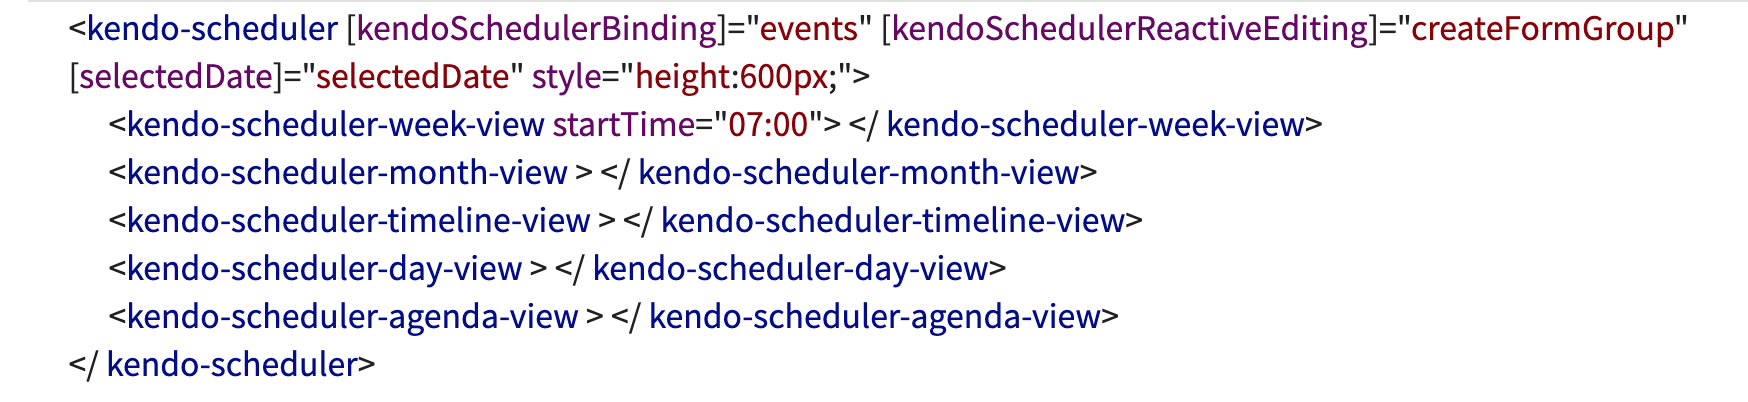 <kendo-scheduler [kendoSchedulerBinding]="events" [kendoSchedulerReactiveEditing]="createFormGroup"
[selectedDate]="selectedDate" style="height:600px;">
<kendo-scheduler-week-view startTime="07:00"> </ kendo-scheduler-week-view>
<kendo-scheduler-month-view > </ kendo-scheduler-month-view>
<kendo-scheduler-timeline-view > </ kendo-scheduler-timeline-view>
<kendo-scheduler-day-view > </ kendo-scheduler-day-view>
<kendo-scheduler-agenda-view > </ kendo-scheduler-agenda-view>
</ kendo-scheduler>